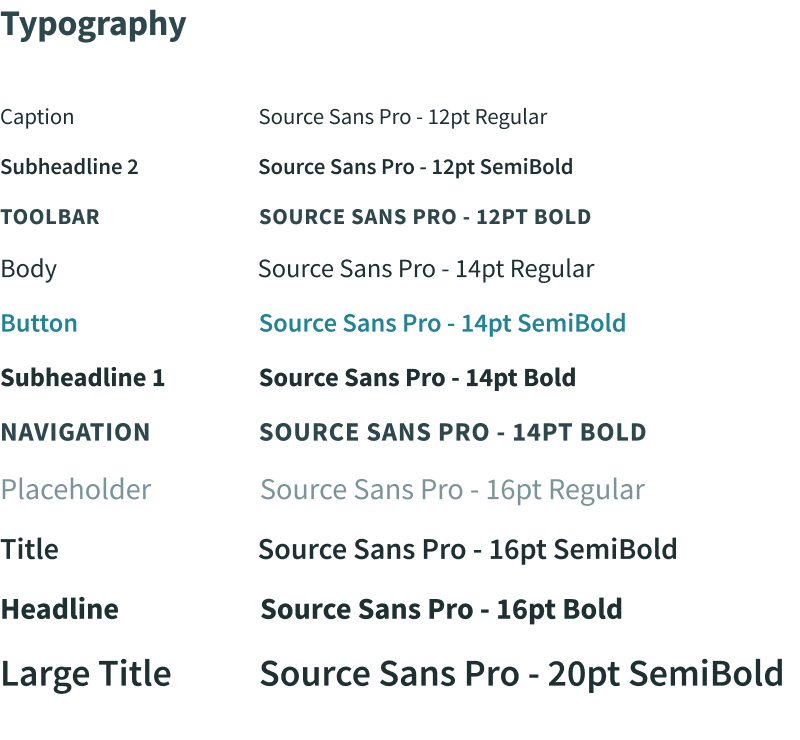 Typography
Caption Source Sans Pro - 12pt Regular
Subheadline 2 Source Sans Pro - 12pt SemiBold
TOOLBAR SOURCE SANS PRO - 12PT BOLD
Body Source Sans Pro - 14pt Regular
Button Source Sans Pro - 14pt SemiBold
Subheadline 1 Source Sans Pro - 14pt Bold
NAVIGATION SOURCE SANS PRO - 14PT BOLD
Placeholder Source Sans Pro - 16pt Regular
Title Source Sans Pro - 16pt SemiBold
Headline Source Sans Pro - 16pt Bold
Large Title Source Sans Pro - 20pt SemiBold